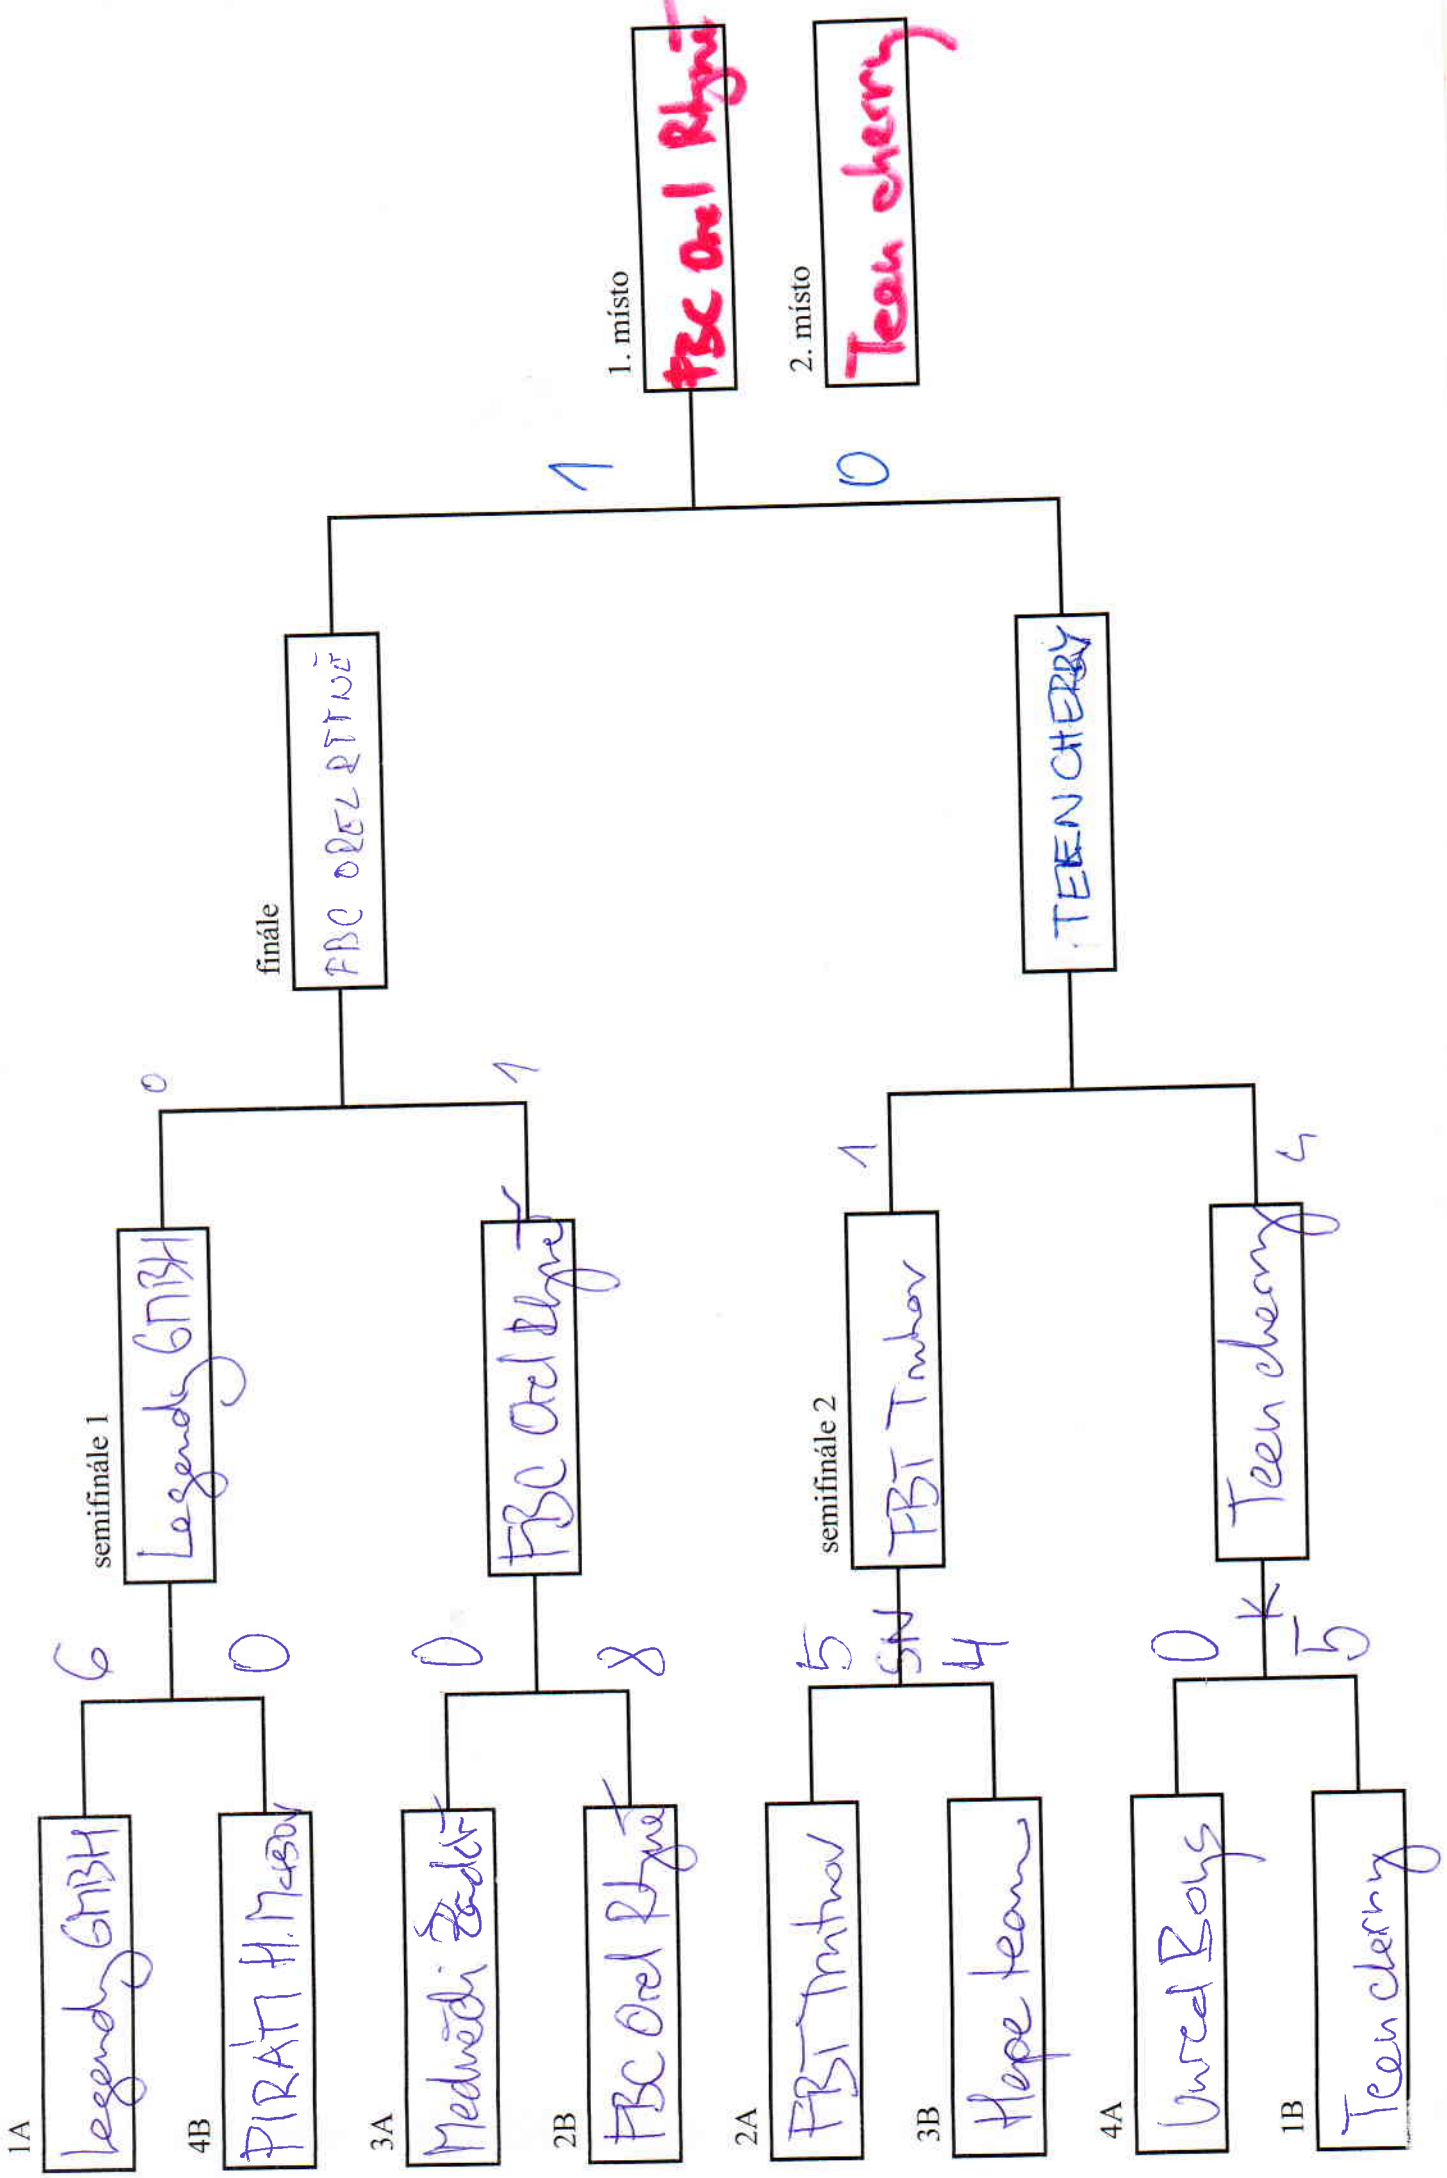 1A
Legendy GMBH
6
4B
PIRÁTI H.
0
3A
Medvědi
0
2B
FBC Orel Rtyně
8
2A
FBT Trutnov
5
SN
3B
Hope team
4
4A
Boys
0
K
1B
Teen cherry
5
semifinále 1
Legendy GMBH
0
FBC Orel Rtyně
1
semifinále 2
FBT Trutnov
1
Teen cherry
4
finále
FBC OREL RTYNĚ
1
TEEN CHERRY
0
1. místo
FBC Orel Rtyně
2. místo
Teen cherry